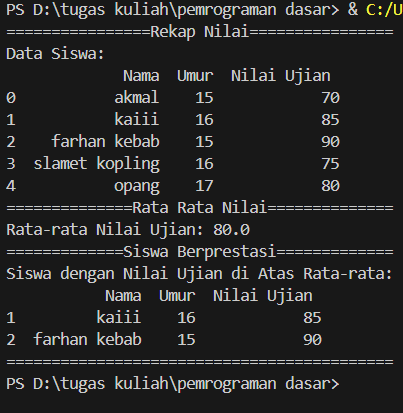 PS D:\tugas kuliah\pemrograman dasar> & C:/U
================Rekap Nilai================
Data Siswa:
             Nama  Umur  Nilai Ujian
0           akmal    15           70
1           kaiii    16           85
2    farhan kebab    15           90
3  slamet kopling    16           75
4           opang    17           80
==============Rata Rata Nilai==============
Rata-rata Nilai Ujian: 80.0
=============Siswa Berprestasi=============
Siswa dengan Nilai Ujian di Atas Rata-rata:
           Nama  Umur  Nilai Ujian
1         kaiii    16           85
2  farhan kebab    15           90
===========================================
PS D:\tugas kuliah\pemrograman dasar>